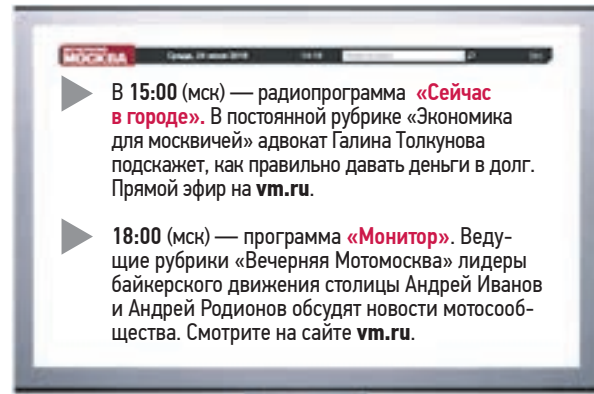 МОСКВА
В 15:00 (мск) — радиопрограмма «Сейчас
в городе». В постоянной рубрике «Экономика
для москвичей» адвокат Галина Толкунова
подскажет, как правильно давать деньги в долг.
Прямой эфир на vm.ru.
18:00 (мск) — программа «Монитор». Веду-
щие рубрики «Вечерняя Мотомосква» лидеры
байкерского движения столицы Андрей Иванов
и Андрей Родионов обсудят новости мотосооб-
щества. Смотрите на сайте vm.ru.